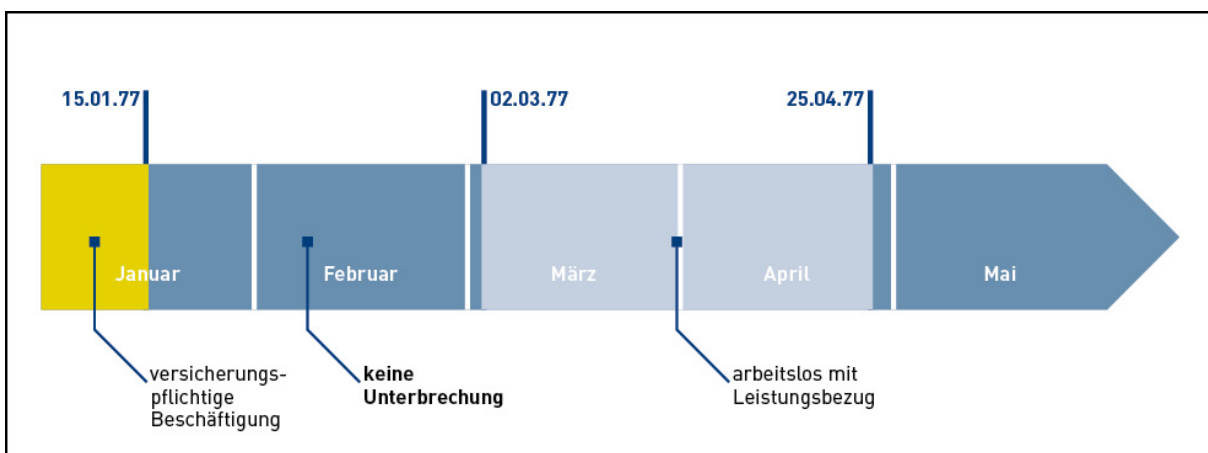 15.01.77
02.03.77
25.04.77
Januar
Februar
März
April
Mai
versicherungs-
pflichtige
Beschäftigung
keine
Unterbrechung
arbeitslos mit
Leistungsbezug